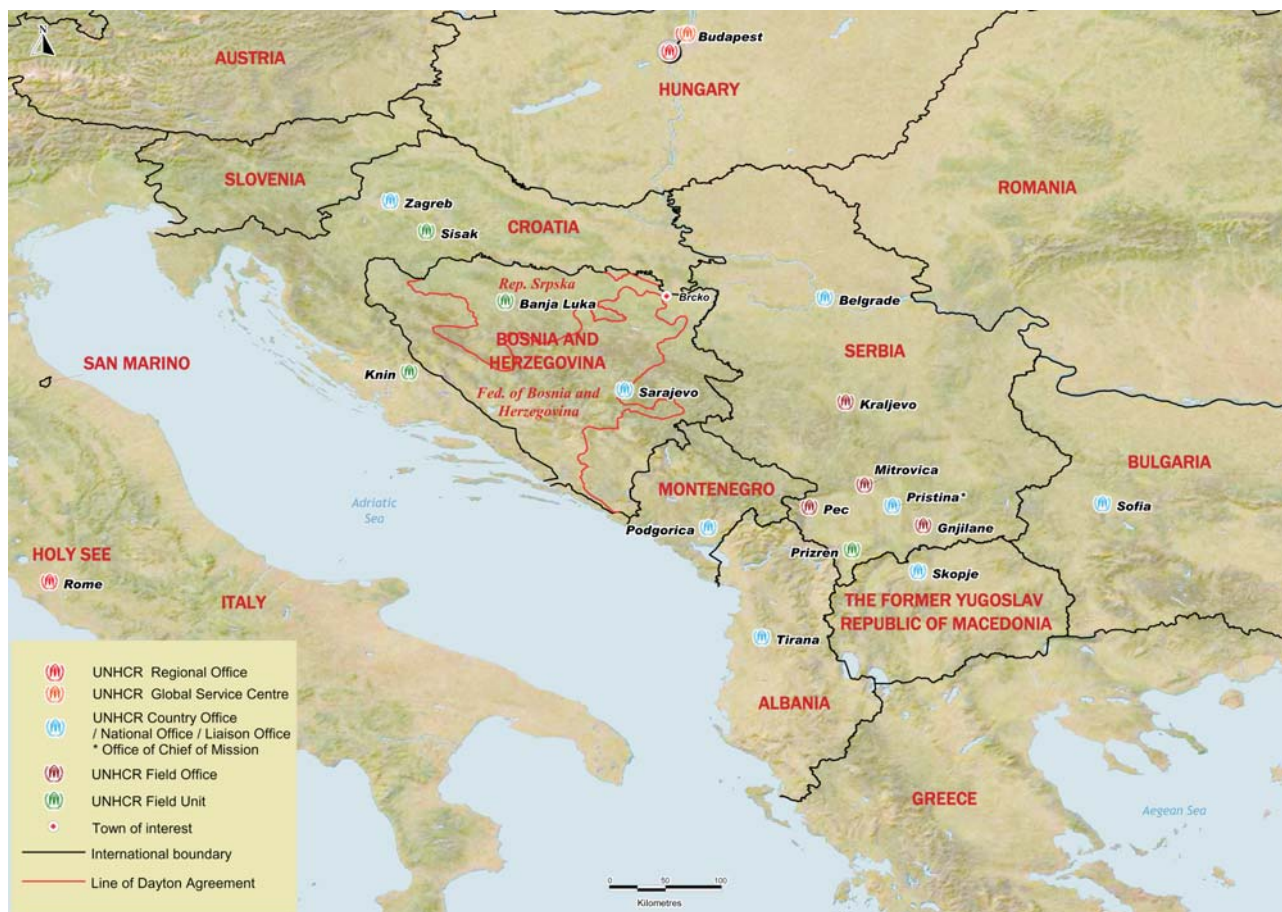 N
AUSTRIA
Budapest
HUNGARY
SLOVENIA
ROMANIA
Zagreb
CROATIA
Sisak
Rep. Srpska
Banja Luka
Brcko
Belgrade
BOSNIA AND
HERZEGOVINA
SERBIA
SAN MARINO
Knin
Fed. of Bosnia and
Herzegovina
Sarajevo
Kraljevo
Mitrovica
BULGARIA
MONTENEGRO
Adriatic
Sea
Pec
Pristina*
Sofia
Podgorica
Gnjilane
HOLY SEE
Prizren
Rome
Skopje
ITALY
THE FORMER YUGOSLAV
REPUBLIC OF MACEDONIA
Tirana
ALBANIA
GREECE
Aegean Sea
UNHCR Regional Office
UNHCR Global Service Centre
UNHCR Country Office
/ National Office / Liaison Office
* Office of Chief of Mission
UNHCR Field Office
UNHCR Field Unit
Town of interest
International boundary
Line of Dayton Agreement
0 50 100
Kilometres